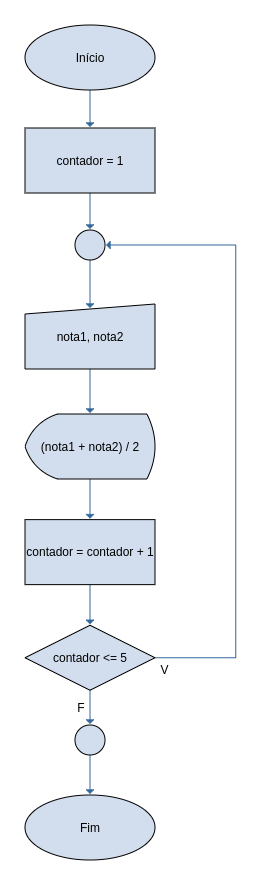 Início
contador = 1
nota1, nota2
(nota1 + nota2) / 2
contador = contador + 1
contador <= 5
V
F
Fim